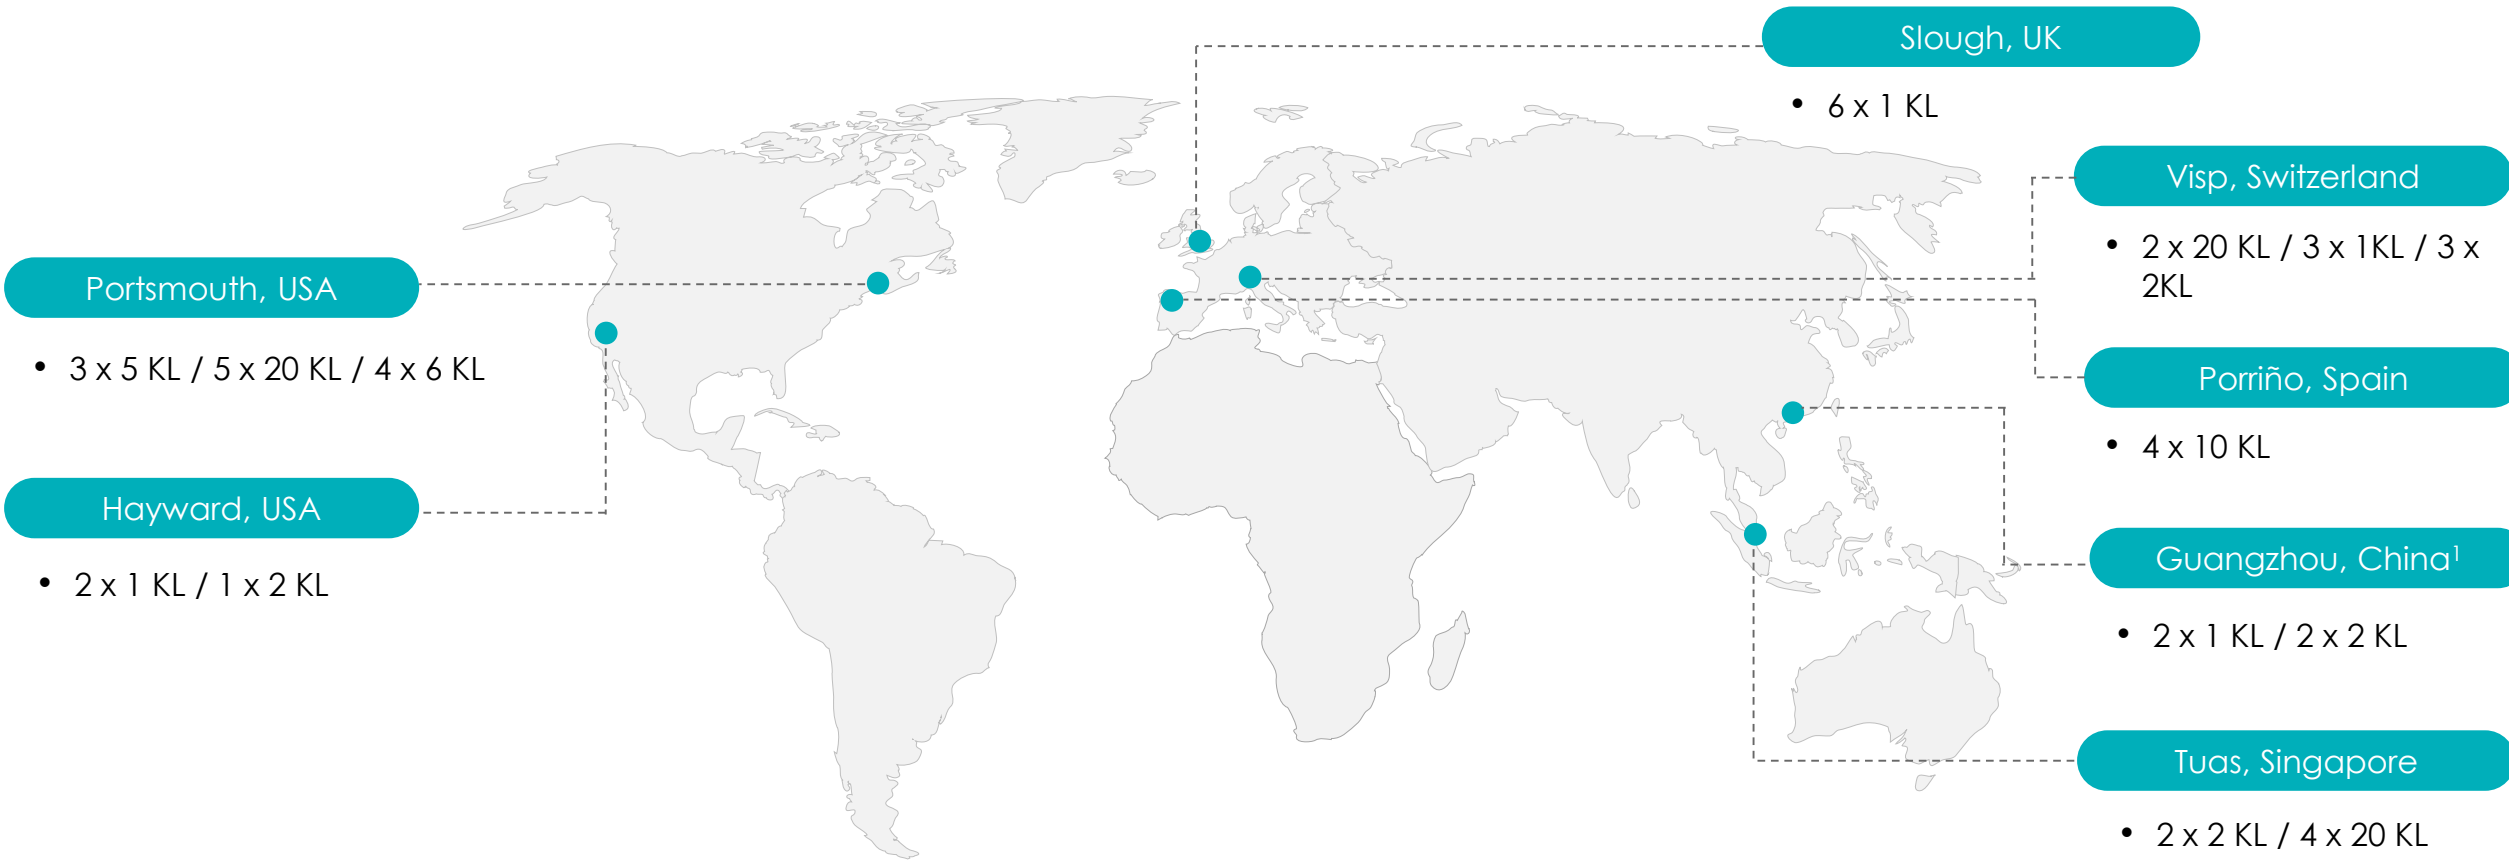 Slough, UK
• 6 x 1 KL
Visp, Switzerland
• 2 x 20 KL / 3 x 1KL / 3 x
2KL
Portsmouth, USA
• 3 x 5 KL / 5 x 20 KL / 4 x 6 KL
Porriño, Spain
• 4 x 10 KL
Hayward, USA
• 2 x 1 KL / 1 x 2 KL
Guangzhou, China¹
• 2 x 1 KL / 2 x 2 KL
Tuas, Singapore
• 2 x 2 KL / 4 x 20 KL